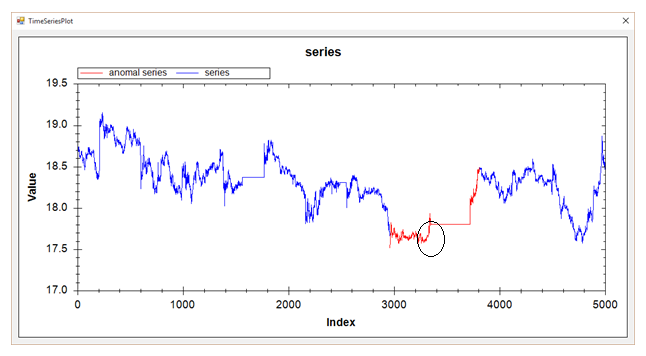 TimeSeriesPlot
series
anomal series series
19.5
19.0
18.5
18.0
17.5
17.0
Value
0 1000 2000 3000 4000 5000
Index